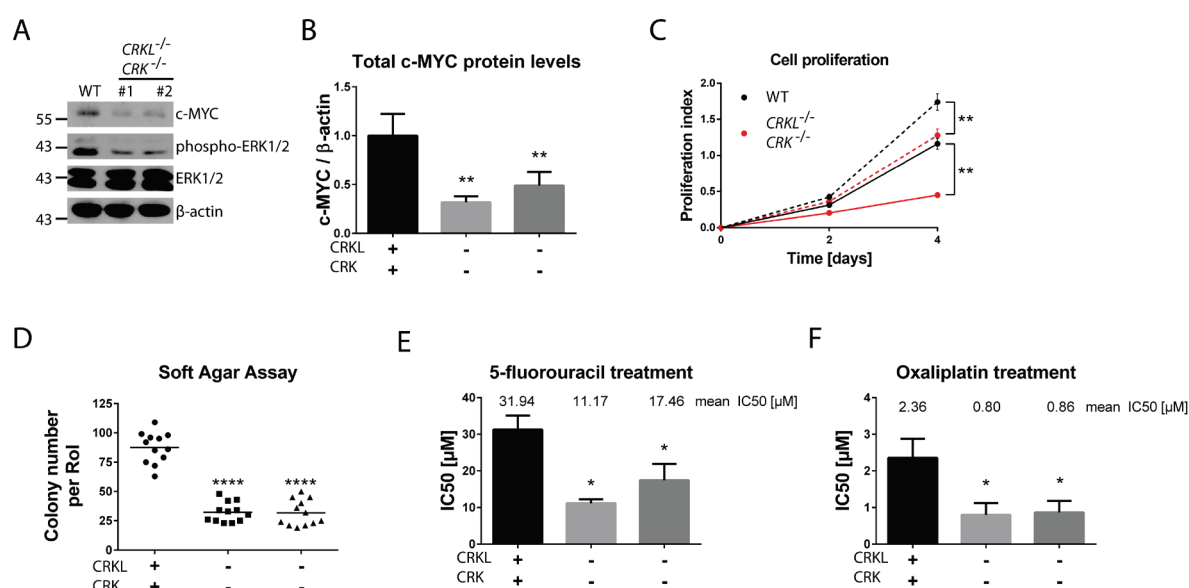 A
CRKL-/-
CRK-/-
WT #1 #2
55 c-MYC
43 phospho-ERK1/2
43 ERK1/2
43 β-actin
B
Total c-MYC protein levels
c-MYC / β-actin
1.5
1.0
0.5
0.0
** **
CRKL + - -
CRK + - -
C
Cell proliferation
Proliferation index
2.0
1.5
1.0
0.5
0.0
WT
CRKL-/-
CRK-/-
**
**
0 2 4
Time [days]
D
Soft Agar Assay
Colony number
per RoI
125
100
75
50
25
0
**** ****
CRKL + - -
CRK + - -
E
5-fluorouracil treatment
31.94 11.17 17.46 mean IC50 [µM]
IC50 [µM]
40
30
20
10
0
* *
CRKL + - -
CRK + - -
F
Oxaliplatin treatment
2.36 0.80 0.86 mean IC50 [µM]
IC50 [µM]
4
3
2
1
0
* *
CRKL + - -
CRK + - -